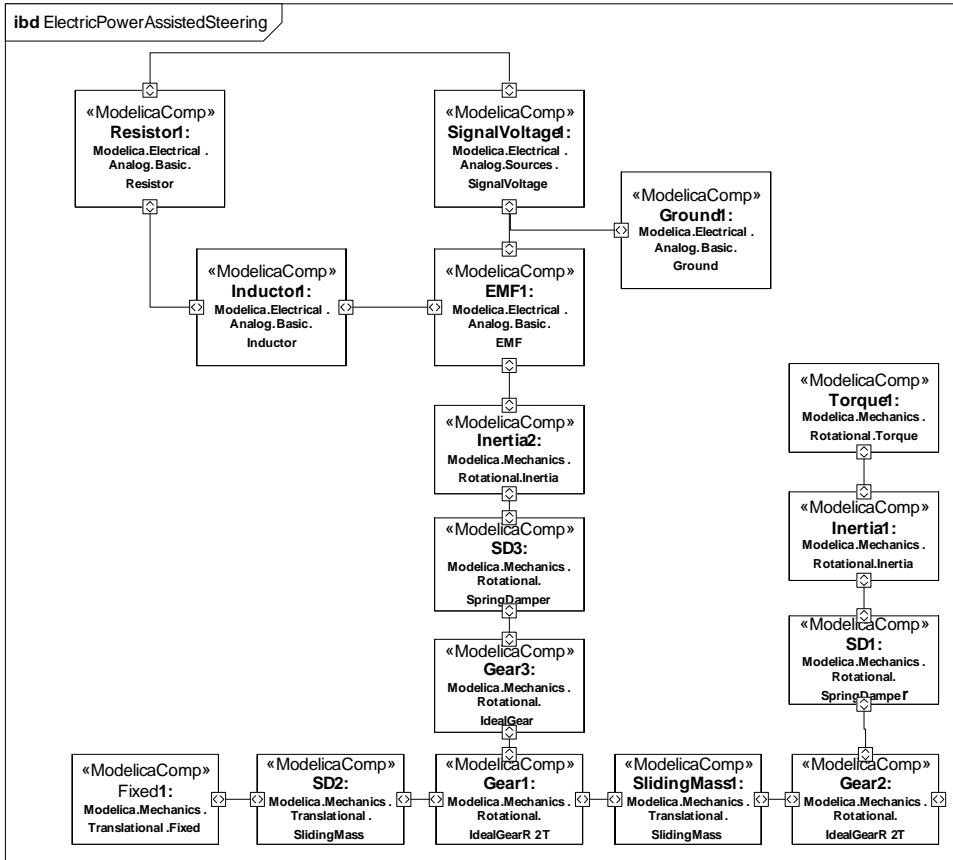 ibd ElectricPowerAssistedSteering
«ModelicaComp»
Resistor1:
Modelica.Electrical .
Analog.Basic.
Resistor
«ModelicaComp»
SignalVoltage1:
Modelica.Electrical .
Analog.Sources .
SignalVoltage
«ModelicaComp»
Ground1:
Modelica.Electrical .
Analog.Basic.
Ground
«ModelicaComp»
Inductor1:
Modelica.Electrical .
Analog.Basic.
Inductor
«ModelicaComp»
EMF1:
Modelica.Electrical .
Analog.Basic.
EMF
«ModelicaComp»
Torque1:
Modelica.Mechanics .
Rotational.Torque
«ModelicaComp»
Inertia2:
Modelica.Mechanics .
Rotational.Inertia
«ModelicaComp»
Inertia1:
Modelica.Mechanics .
Rotational.Inertia
«ModelicaComp»
SD3:
Modelica.Mechanics .
Rotational.
SpringDamper
«ModelicaComp»
SD1:
Modelica.Mechanics .
Rotational.
SpringDamper
«ModelicaComp»
Gear3:
Modelica.Mechanics .
Rotational.
IdealGear
«ModelicaComp»
Fixed1:
Modelica.Mechanics .
Translational .Fixed
«ModelicaComp»
SD2:
Modelica.Mechanics .
Translational .
SlidingMass
«ModelicaComp»
Gear1:
Modelica.Mechanics .
Rotational.
IdealGearR 2T
«ModelicaComp»
SlidingMass1:
Modelica.Mechanics .
Translational .
SlidingMass
«ModelicaComp»
Gear2:
Modelica.Mechanics .
Rotational.
IdealGearR 2T